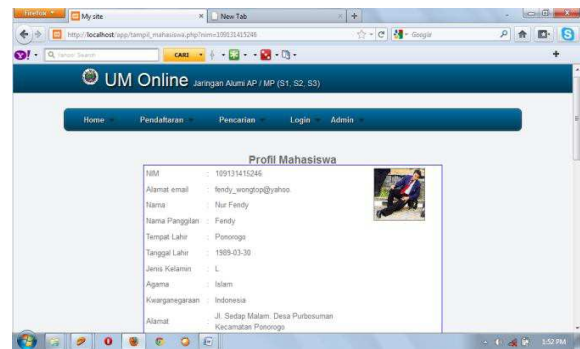 Firefox
My site
New Tab
http://localhost/app/tampil_mahasiswa.php?nim=109131415246
Google
Yahoo Search
CARI
UM Online Jaringan Alumi AP / MP (S1, S2, S3)
Home Pendaftaran Pencarian Login Admin
Profil Mahasiswa
NIM : 109131415246
Alamat email : fendy_wongtop@yahoo.
Nama : Nur Fendy
Nama Panggilan : Fendy
Tempat Lahir : Ponorogo
Tanggal Lahir : 1989-03-30
Jenis Kelamin : L
Agama : Islam
Kwarganegaraan : Indonesia
Alamat : Jl. Sedap Malam. Desa Purbosuman
Kecamatan Ponorogo
1:52 PM